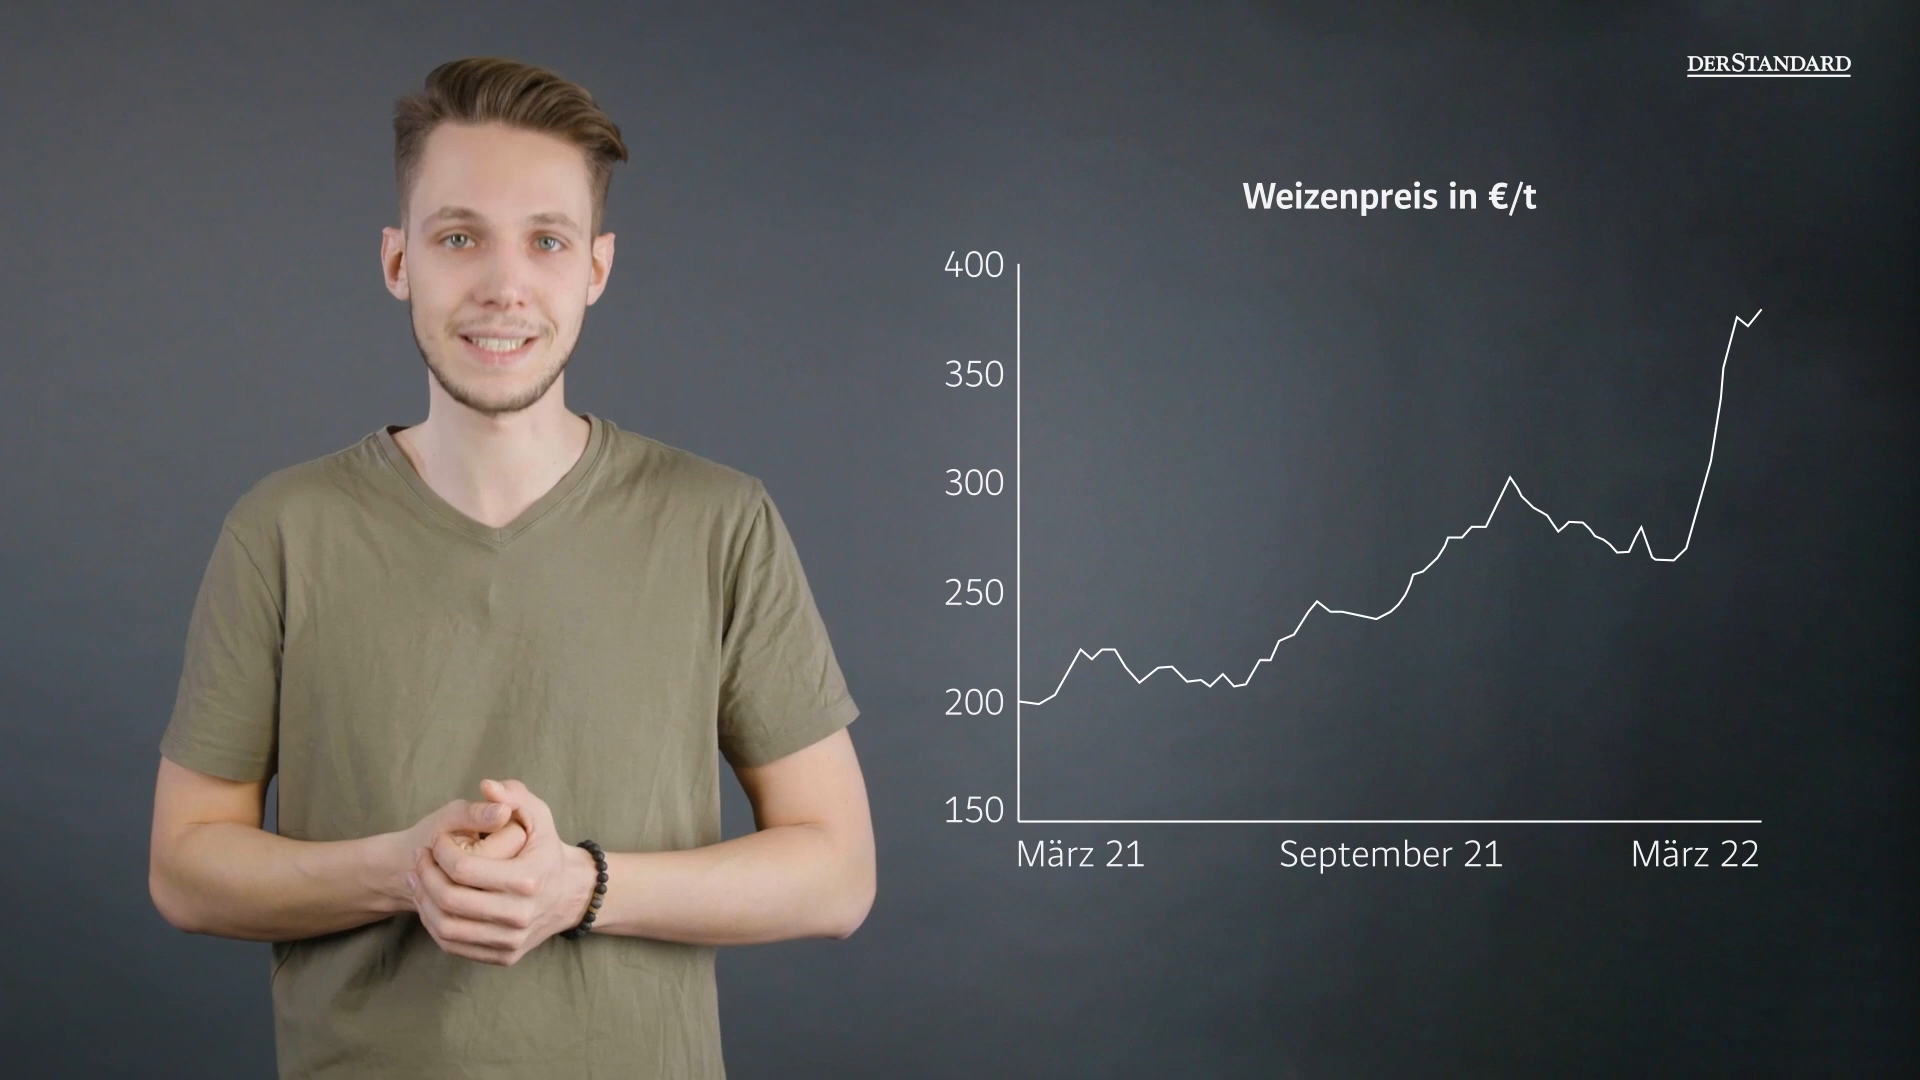 DERSTANDARD
Weizenpreis in €/t
400
350
300
250
200
150
März 21 September 21 März 22